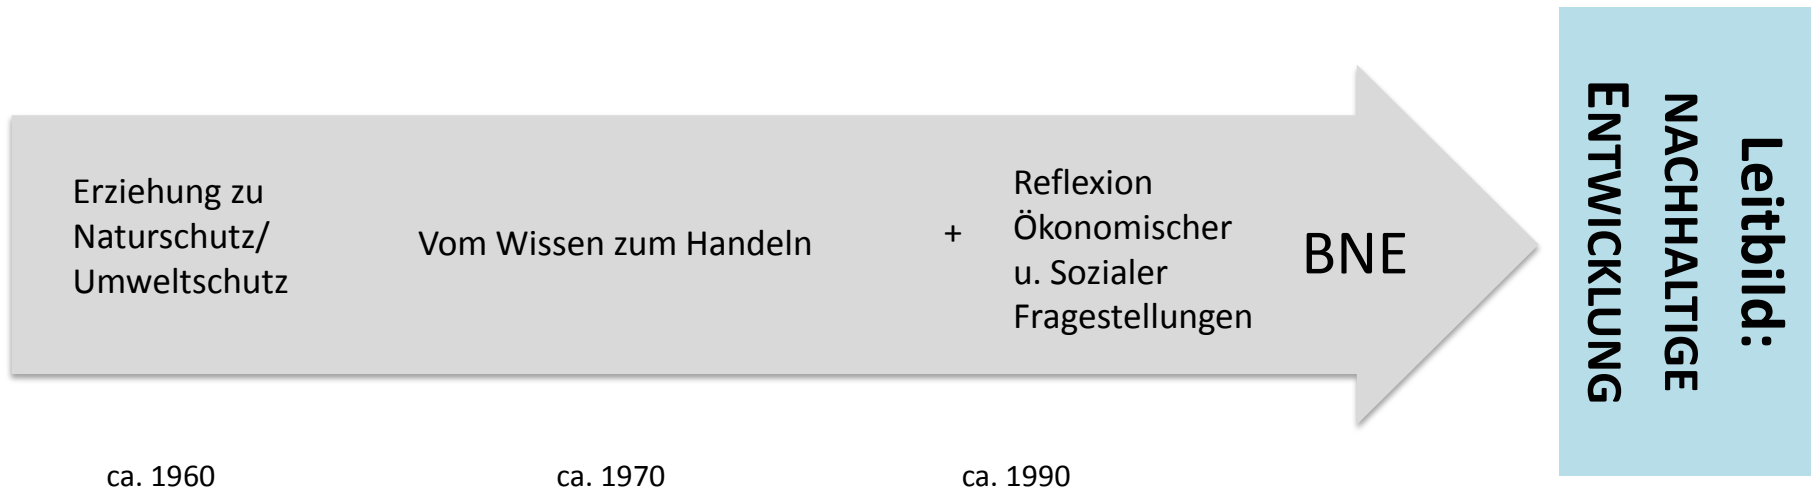 Erziehung zu
Naturschutz/
Umweltschutz
Vom Wissen zum Handeln
+
Reflexion
Ökonomischer
u. Sozialer
Fragestellungen
BNE
Leitbild:
NACHHALTIGE
ENTWICKLUNG
ca. 1960
ca. 1970
ca. 1990